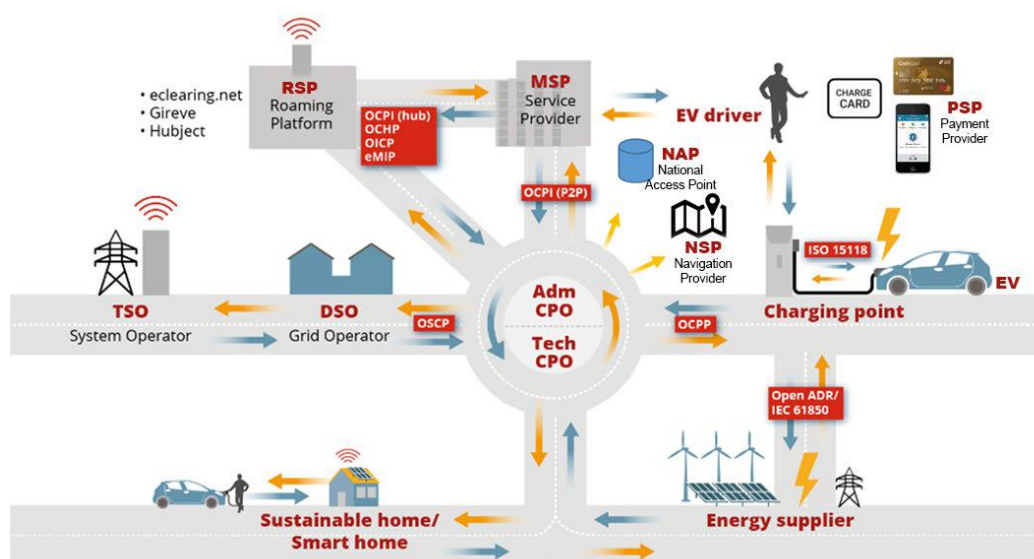 RSP
Roaming
Platform
• eclearing.net
• Gireve
• Hubject
OCPI (hub)
OCHP
OICP
eMIP
MSP
Service
Provider
EV driver
CHARGE
CARD
PSP
Payment
Provider
NAP
National
Access Point
OCPI (P2P)
NSP
Navigation
Provider
ISO 15118
EV
TSO
System Operator
DSO
Grid Operator
OSCP
Adm
CPO
Tech
CPO
OCPP
Charging point
Open ADR/
IEC 61850
Sustainable home/
Smart home
Energy supplier